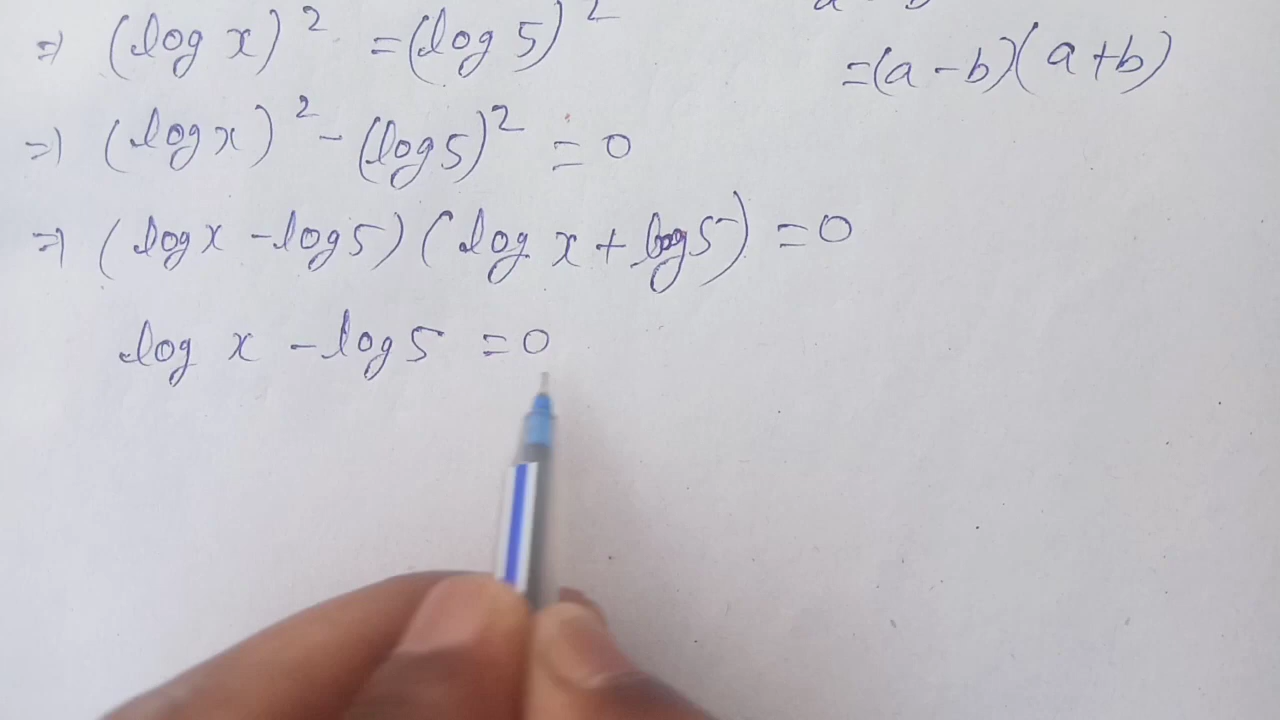 ⇒ (log x)² = (log 5)²
= (a - b)(a + b)
⇒ (log x)² - (log 5)² = 0
⇒ (log x - log 5) (log x + log 5) = 0
log x - log 5 = 0